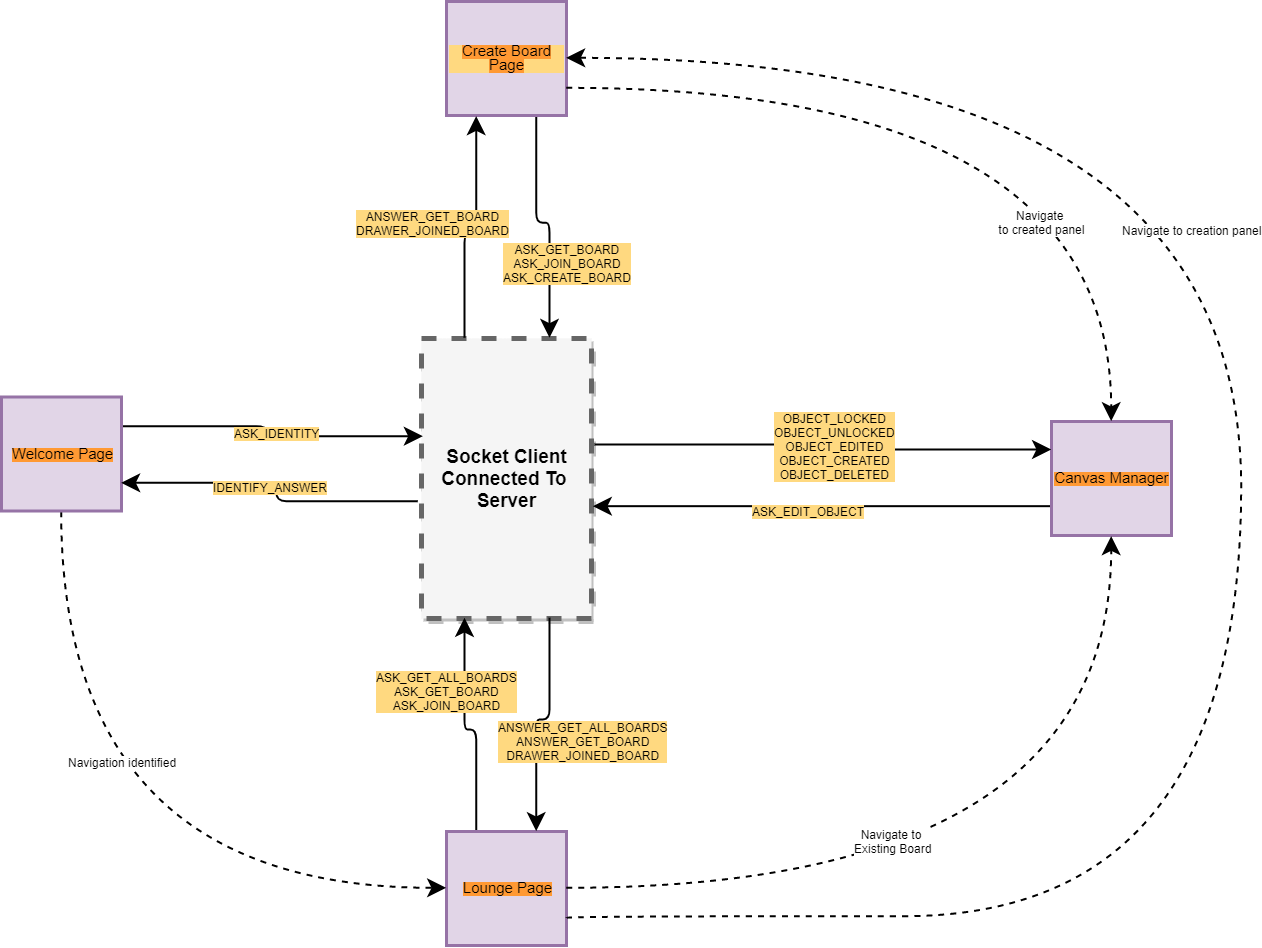 Create Board
Page
ANSWER_GET_BOARD
DRAWER_JOINED_BOARD
ASK_GET_BOARD
ASK_JOIN_BOARD
ASK_CREATE_BOARD
Navigate
to created panel
Navigate to creation panel
Welcome Page
ASK_IDENTITY
IDENTIFY_ANSWER
Socket Client
Connected To
Server
OBJECT_LOCKED
OBJECT_UNLOCKED
OBJECT_EDITED
OBJECT_CREATED
OBJECT_DELETED
ASK_EDIT_OBJECT
Canvas Manager
ASK_GET_ALL_BOARDS
ASK_GET_BOARD
ASK_JOIN_BOARD
ANSWER_GET_ALL_BOARDS
ANSWER_GET_BOARD
DRAWER_JOINED_BOARD
Navigation identified
Navigate to
Existing Board
Lounge Page